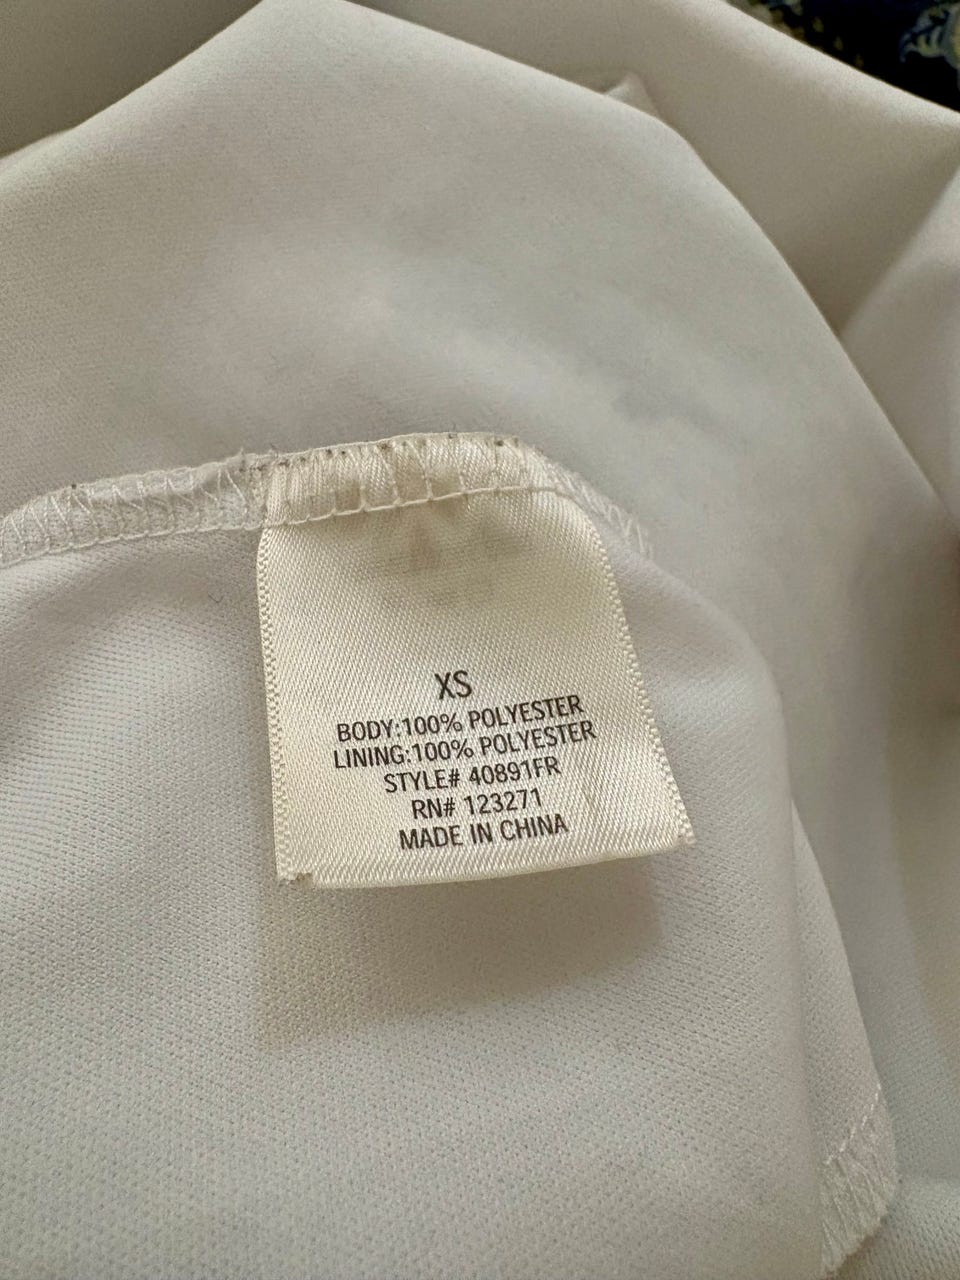 XS
BODY:100% POLYESTER
LINING:100% POLYESTER
STYLE# 40891FR
RN# 123271
MADE IN CHINA